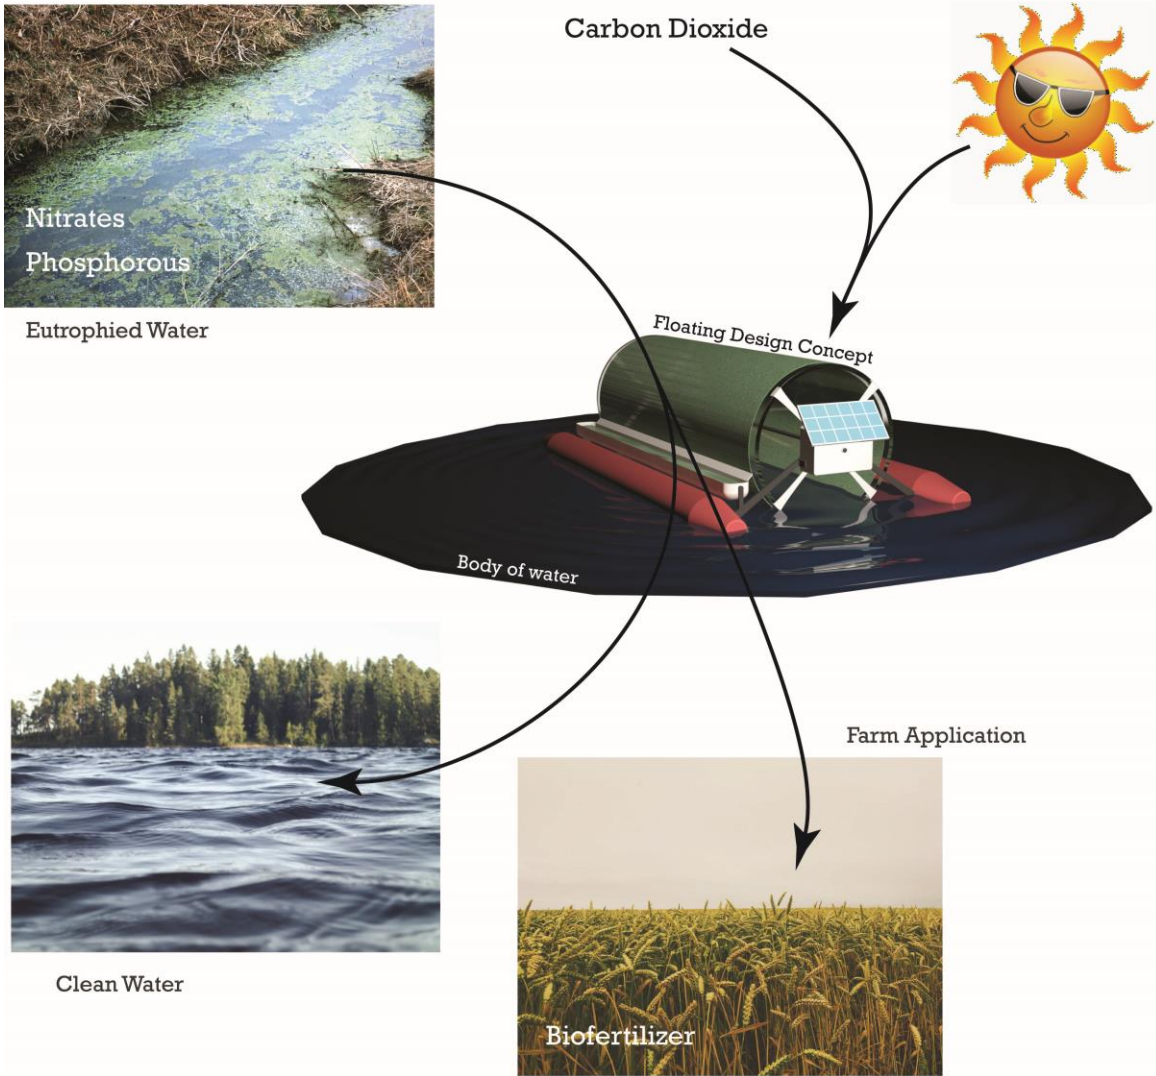 Carbon Dioxide
Nitrates
Phosphorous
Eutrophied Water
Floating Design Concept
Body of water
Farm Application
Clean Water
Biofertilizer